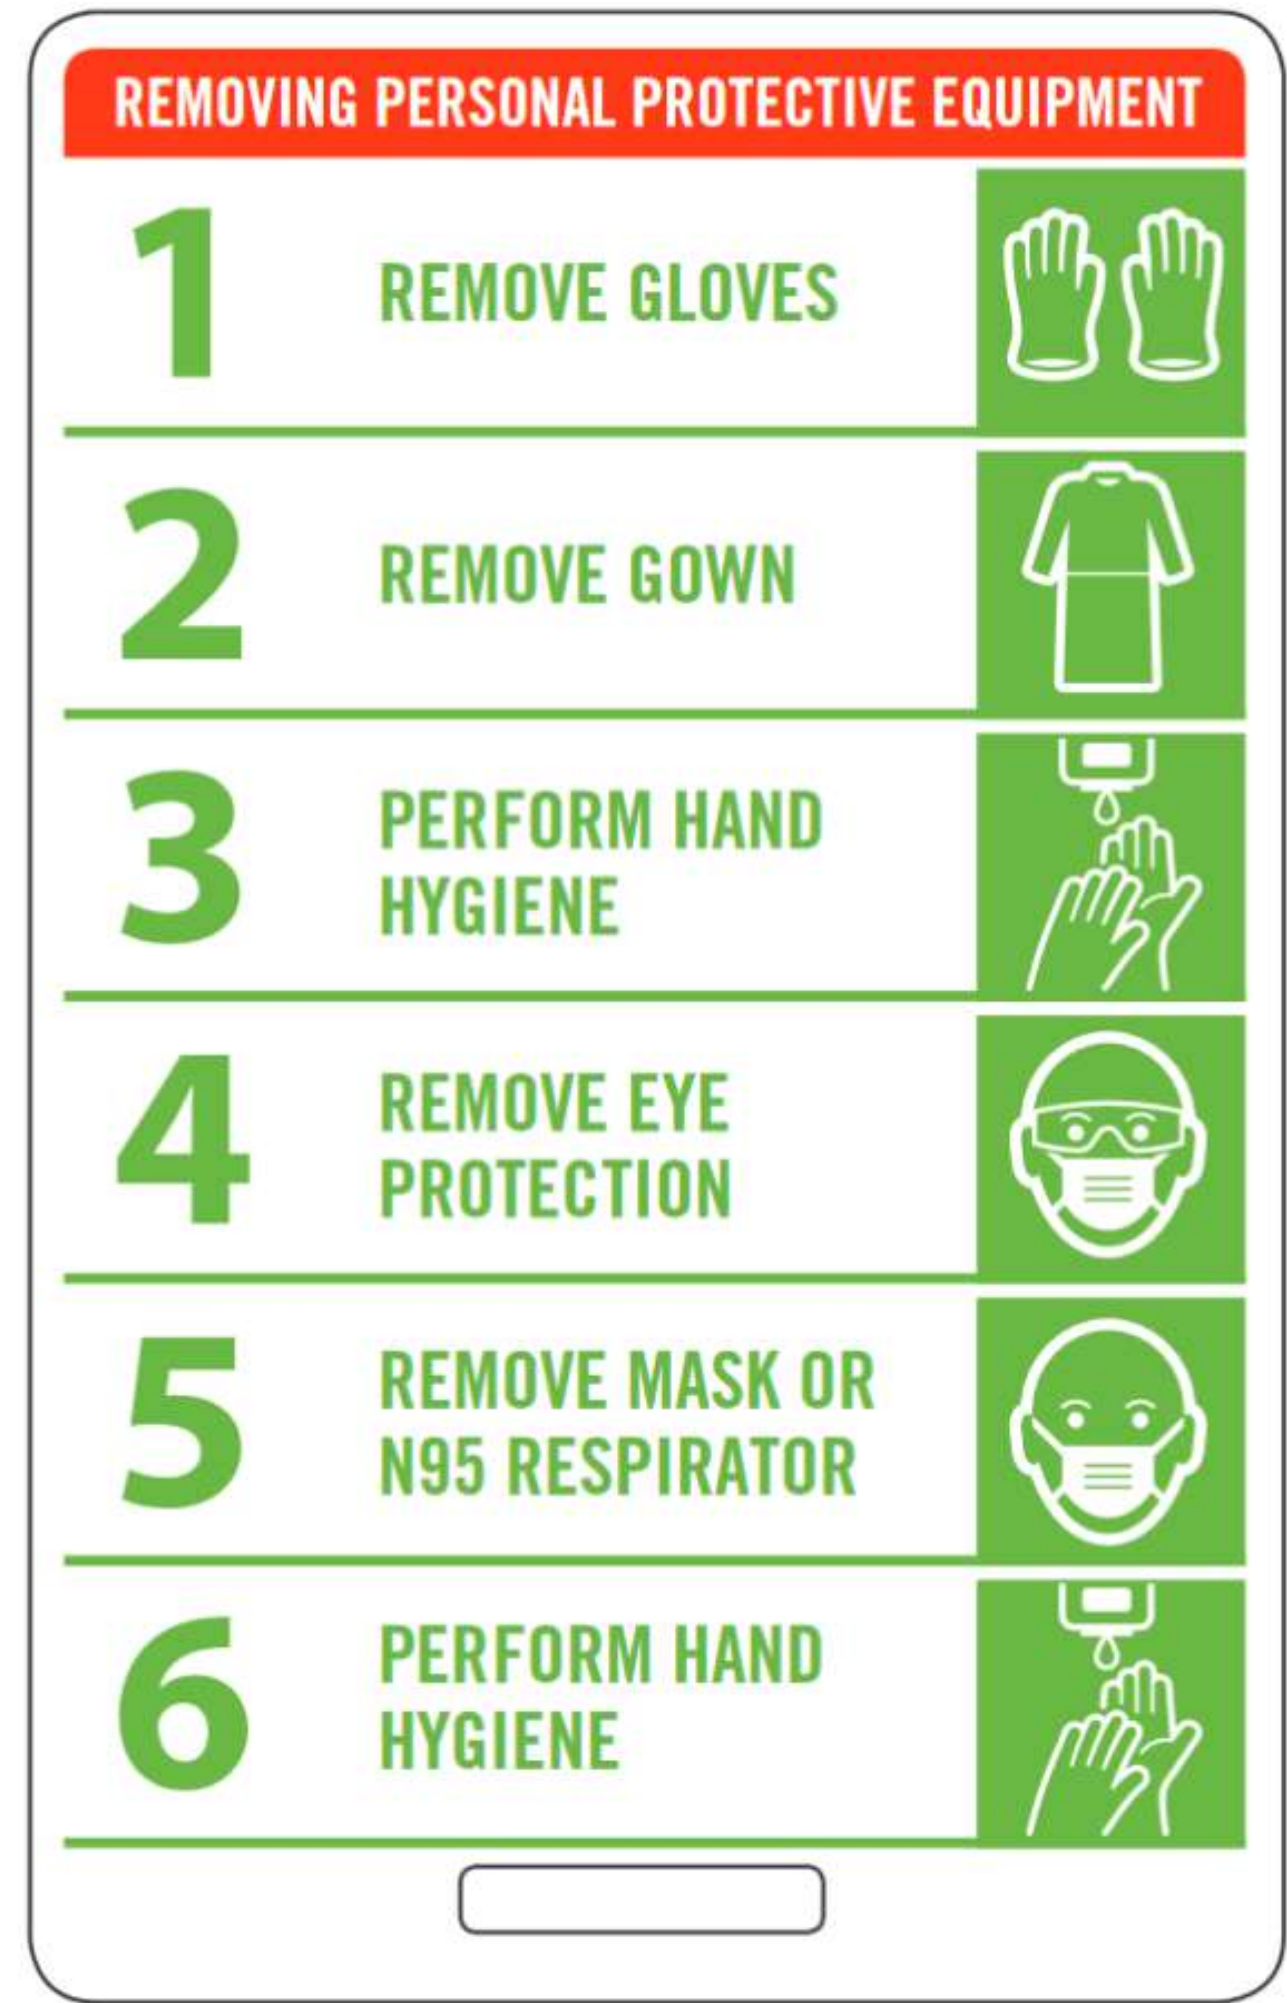 REMOVING PERSONAL PROTECTIVE EQUIPMENT
1
REMOVE GLOVES
2
REMOVE GOWN
3
PERFORM HAND
HYGIENE
4
REMOVE EYE
PROTECTION
5
REMOVE MASK OR
N95 RESPIRATOR
6
PERFORM HAND
HYGIENE